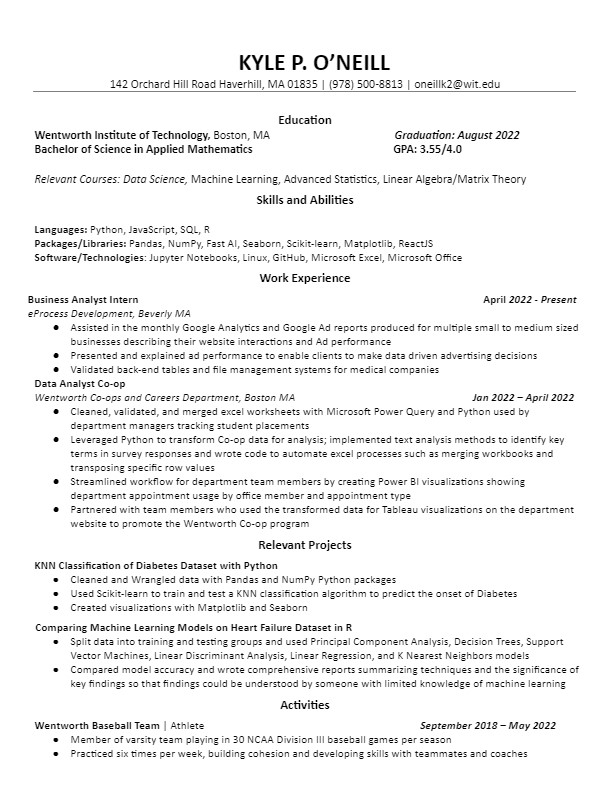 KYLE P. O'NEILL
142 Orchard Hill Road Haverhill, MA 01835 | (978) 500-8813 | oneillk2@wit.edu
Education
Wentworth Institute of Technology, Boston, MA Graduation: August 2022
Bachelor of Science in Applied Mathematics GPA: 3.55/4.0
Relevant Courses: Data Science, Machine Learning, Advanced Statistics, Linear Algebra/Matrix Theory
Skills and Abilities
Languages: Python, JavaScript, SQL, R
Packages/Libraries: Pandas, NumPy, Fast AI, Seaborn, Scikit-learn, Matplotlib, ReactJS
Software/Technologies: Jupyter Notebooks, Linux, GitHub, Microsoft Excel, Microsoft Office
Work Experience
Business Analyst Intern April 2022 - Present
eProcess Development, Beverly MA
● Assisted in the monthly Google Analytics and Google Ad reports produced for multiple small to medium sized
businesses describing their website interactions and Ad performance
● Presented and explained ad performance to enable clients to make data driven advertising decisions
● Validated back-end tables and file management systems for medical companies
Data Analyst Co-op
Wentworth Co-ops and Careers Department, Boston MA Jan 2022 – April 2022
● Cleaned, validated, and merged excel worksheets with Microsoft Power Query and Python used by
department managers tracking student placements
● Leveraged Python to transform Co-op data for analysis; implemented text analysis methods to identify key
terms in survey responses and wrote code to automate excel processes such as merging workbooks and
transposing specific row values
● Streamlined workflow for department team members by creating Power BI visualizations showing
department appointment usage by office member and appointment type
● Partnered with team members who used the transformed data for Tableau visualizations on the department
website to promote the Wentworth Co-op program
Relevant Projects
KNN Classification of Diabetes Dataset with Python
● Cleaned and Wrangled data with Pandas and NumPy Python packages
● Used Scikit-learn to train and test a KNN classification algorithm to predict the onset of Diabetes
● Created visualizations with Matplotlib and Seaborn
Comparing Machine Learning Models on Heart Failure Dataset in R
● Split data into training and testing groups and used Principal Component Analysis, Decision Trees, Support
Vector Machines, Linear Discriminant Analysis, Linear Regression, and K Nearest Neighbors models
● Compared model accuracy and wrote comprehensive reports summarizing techniques and the significance of
key findings so that findings could be understood by someone with limited knowledge of machine learning
Activities
Wentworth Baseball Team | Athlete September 2018 – May 2022
● Member of varsity team playing in 30 NCAA Division III baseball games per season
● Practiced six times per week, building cohesion and developing skills with teammates and coaches